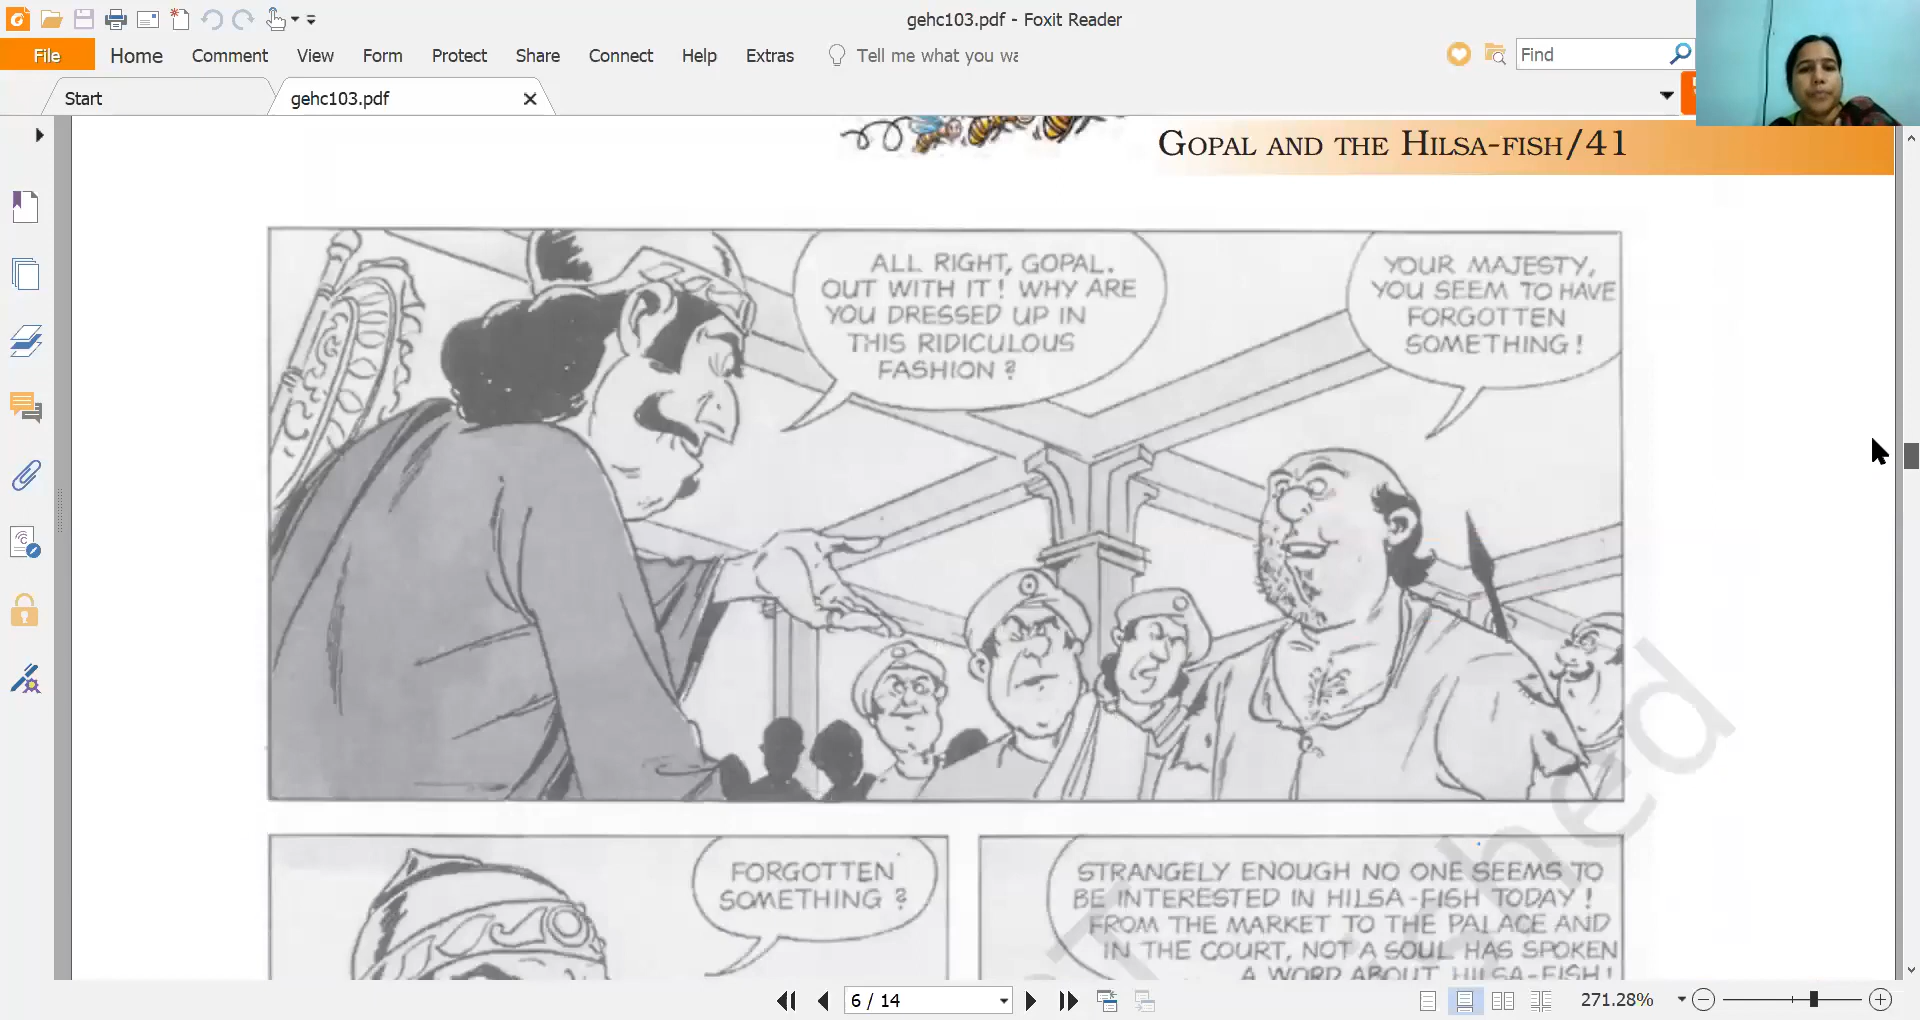 gehc103.pdf - Foxit Reader
File Home Comment View Form Protect Share Connect Help Extras Tell me what you wa
Find
Start gehc103.pdf
GOPAL AND THE HILSA-FISH/41
ALL RIGHT, GOPAL.
OUT WITH IT! WHY ARE
YOU DRESSED UP IN
THIS RIDICULOUS
FASHION?
YOUR MAJESTY,
YOU SEEM TO HAVE
FORGOTTEN
SOMETHING!
FORGOTTEN
SOMETHING?
STRANGELY ENOUGH NO ONE SEEMS TO
BE INTERESTED IN HILSA-FISH TODAY!
FROM THE MARKET TO THE PALACE AND
IN THE COURT, NOT A SOUL HAS SPOKEN
A WORD ABOUT HILSA-FISH!
6 / 14
271.28%